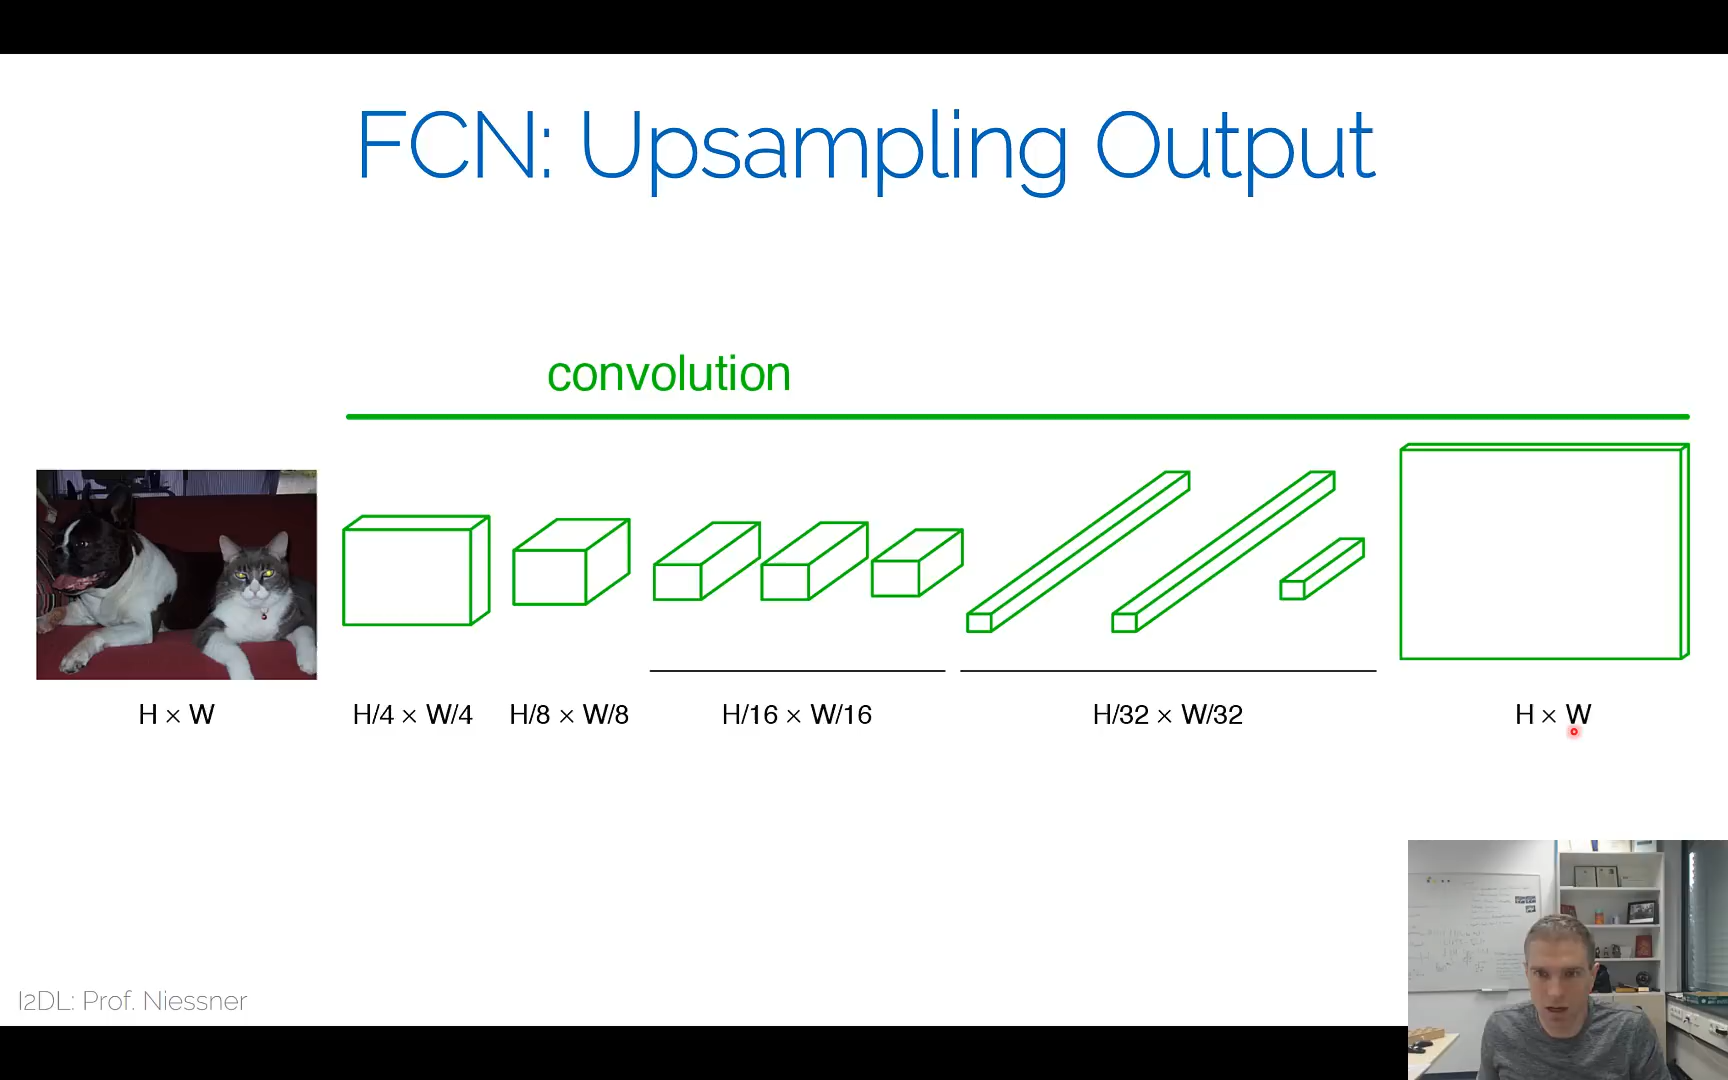 FCN: Upsampling Output
convolution
H × W
H/4 × W/4
H/8 × W/8
H/16 × W/16
H/32 × W/32
H × W
I2DL: Prof. Niessner